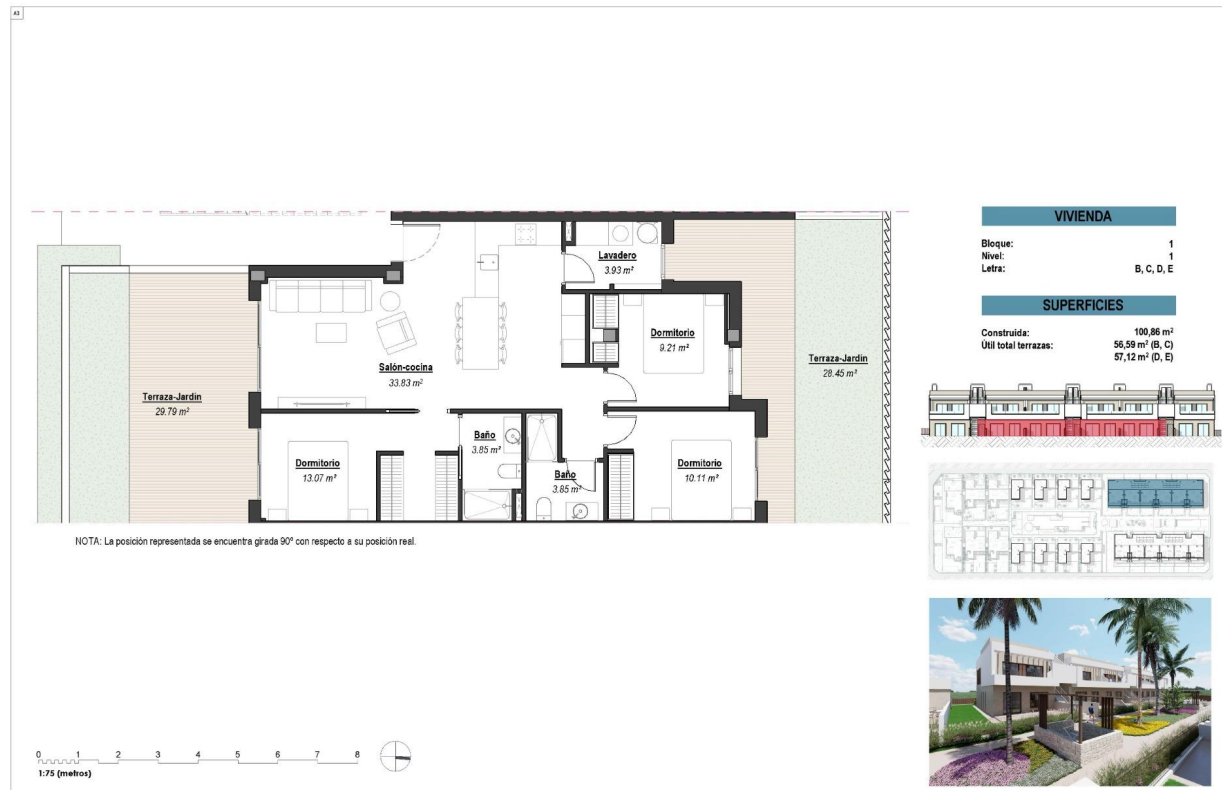 A3
Lavadero
3.93 m²
Dormitorio
9.21 m²
Salón-cocina
33.83 m²
Terraza-Jardín
29.79 m²
Terraza-Jardín
28.45 m²
Baño
3.85 m²
Dormitorio
13.07 m²
Baño
3.85 m²
Dormitorio
10.11 m²
NOTA: La posición representada se encuentra girada 90º con respecto a su posición real.
VIVIENDA
Bloque: 1
Nivel: 1
Letra: B, C, D, E
SUPERFICIES
Construida: 100,86 m²
Útil total terrazas: 56,59 m² (B, C)
57,12 m² (D, E)
0 1 2 3 4 5 6 7 8
1:75 (metros)